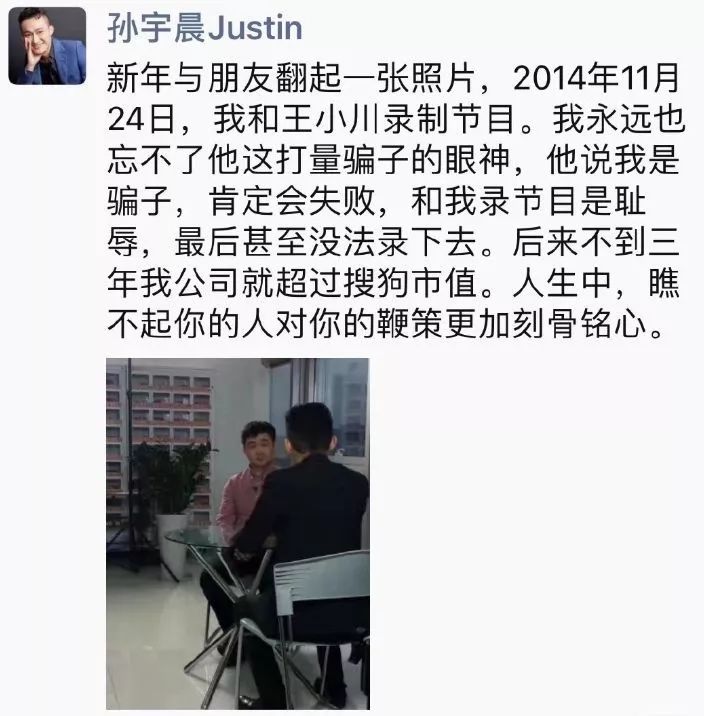 孙宇晨Justin
新年与朋友翻起一张照片，2014年11月
24日，我和王小川录制节目。我永远也
忘不了他这打量骗子的眼神，他说我是
骗子，肯定会失败，和我录节目是耻
辱，最后甚至没法录下去。后来不到三
年我公司就超过搜狗市值。人生中，瞧
不起你的人对你的鞭策更加刻骨铭心。